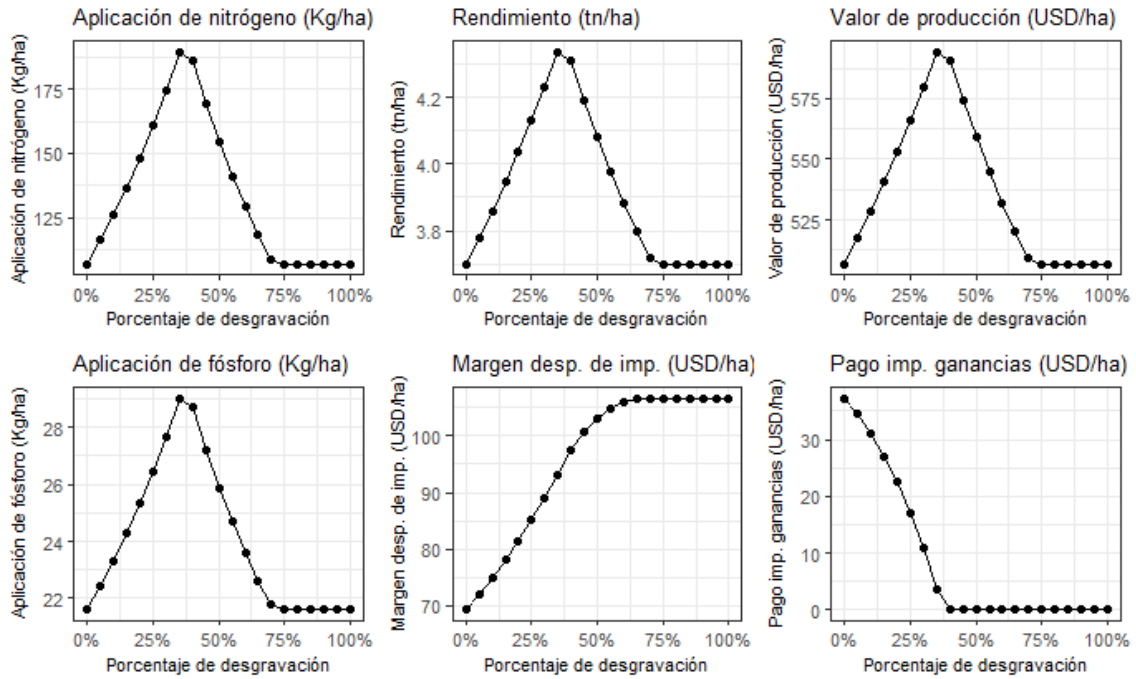 Aplicación de nitrógeno (Kg/ha)
Aplicación de nitrógeno (Kg/ha)
175
150
125
0% 25% 50% 75% 100%
Porcentaje de desgravación
Rendimiento (tn/ha)
Rendimiento (tn/ha)
4.2
4.0
3.8
0% 25% 50% 75% 100%
Porcentaje de desgravación
Valor de producción (USD/ha)
Valor de producción (USD/ha)
575
550
525
0% 25% 50% 75% 100%
Porcentaje de desgravación
Aplicación de fósforo (Kg/ha)
Aplicación de fósforo (Kg/ha)
28
26
24
22
0% 25% 50% 75% 100%
Porcentaje de desgravación
Margen desp. de imp. (USD/ha)
Margen desp. de imp. (USD/ha)
100
90
80
70
0% 25% 50% 75% 100%
Porcentaje de desgravación
Pago imp. ganancias (USD/ha)
Pago imp. ganancias (USD/ha)
30
20
10
0
0% 25% 50% 75% 100%
Porcentaje de desgravación